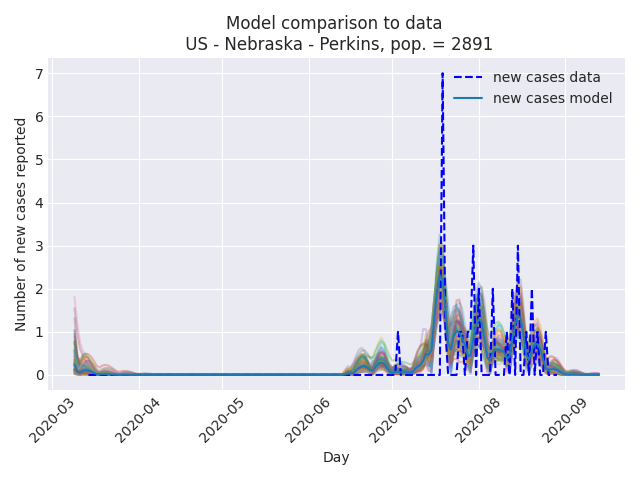 Model comparison to data
US - Nebraska - Perkins, pop. = 2891
new cases data
new cases model
Number of new cases reported
7
6
5
4
3
2
1
0
2020-03
2020-04
2020-05
2020-06
2020-07
2020-08
2020-09
Day